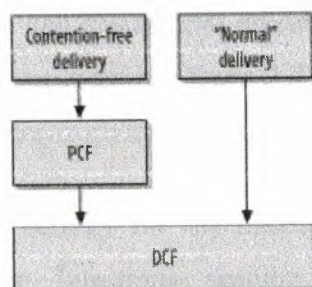 Contention-free
delivery
"Normal"
delivery
PCF
DCF